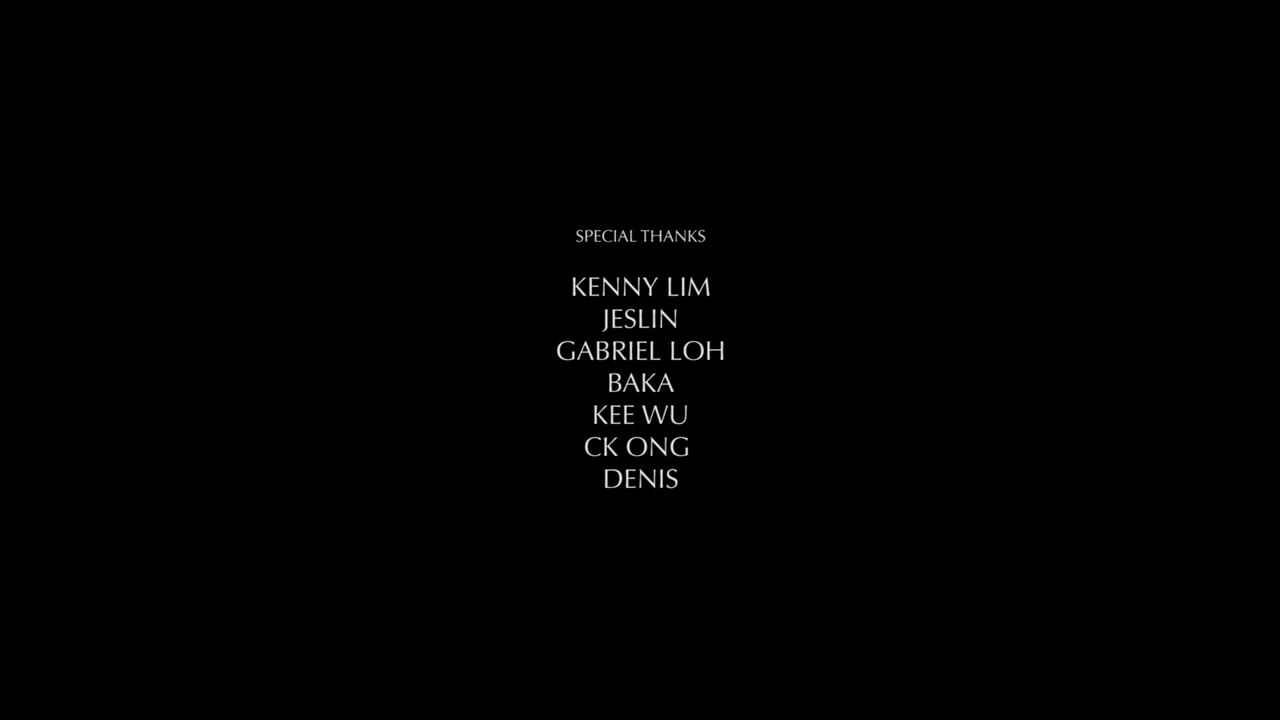 SPECIAL THANKS
KENNY LIM
JESLIN
GABRIEL LOH
BAKA
KEE WU
CK ONG
DENIS